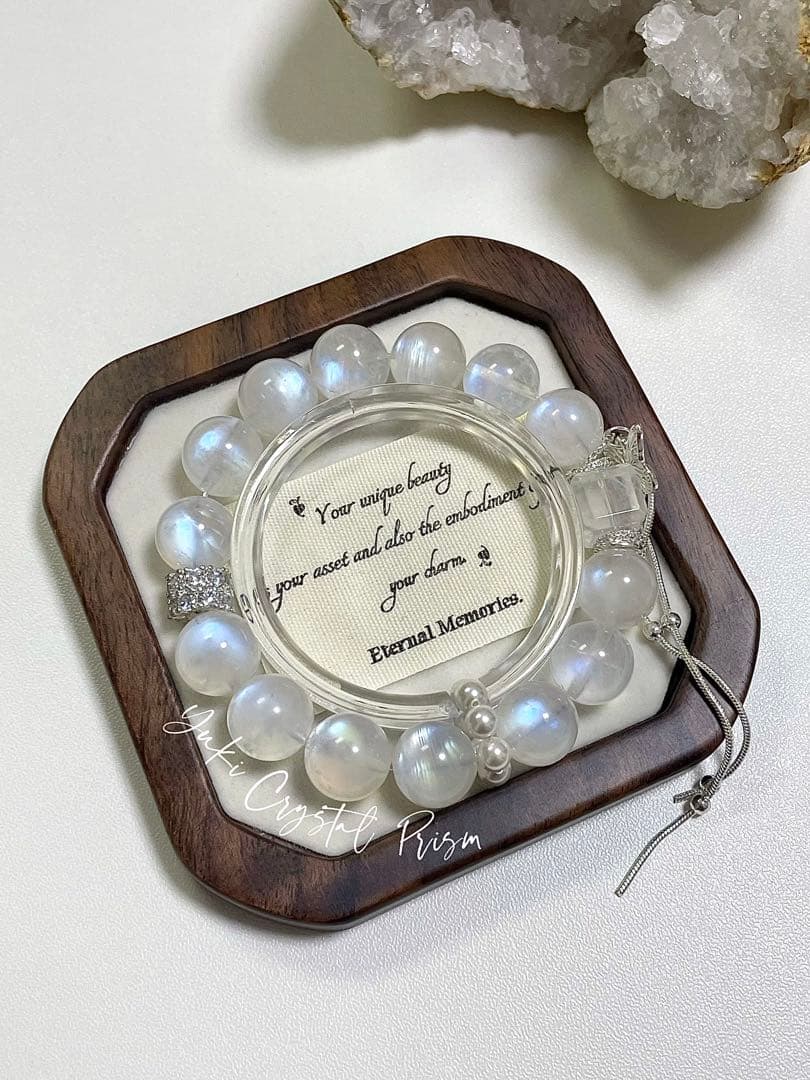 Your unique beauty
your asset and also the embodiment
your charm.
Eternal Memories.
Yuki Crystal Prism